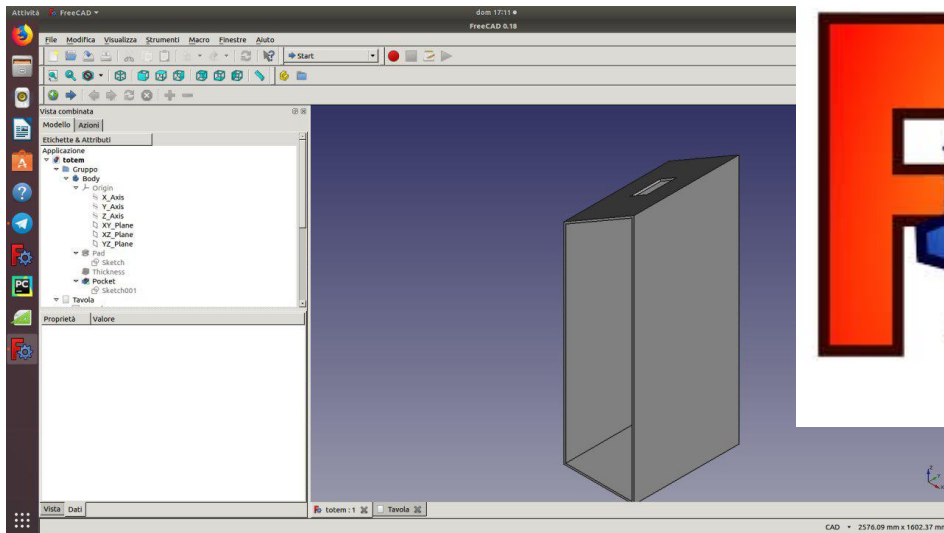 Attività FreeCAD dom 17:11
FreeCAD 0.18
File Modifica Visualizza Strumenti Macro Finestre Aiuto
Start
Vista combinata
Modello Azioni
Etichette & Attributi
Applicazione
totem
Gruppo
Body
Origin
X_Axis
Y_Axis
Z_Axis
XY_Plane
XZ_Plane
YZ_Plane
Pad
Sketch
Thickness
Pocket
Sketch001
Tavola
Proprietà Valore
Vista Dati
totem : 1 Tavola
CAD 2576.09 mm x 1602.37 mm